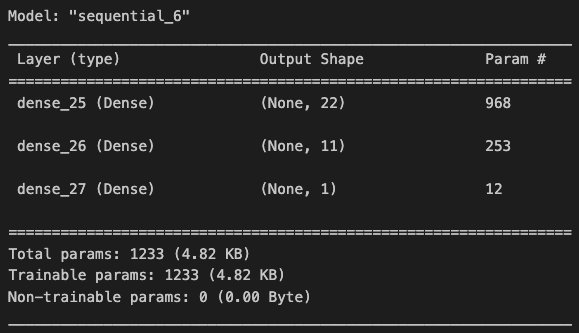 Model: "sequential_6"
Layer (type) Output Shape Param #
dense_25 (Dense) (None, 22) 968
dense_26 (Dense) (None, 11) 253
dense_27 (Dense) (None, 1) 12
Total params: 1233 (4.82 KB)
Trainable params: 1233 (4.82 KB)
Non-trainable params: 0 (0.00 Byte)